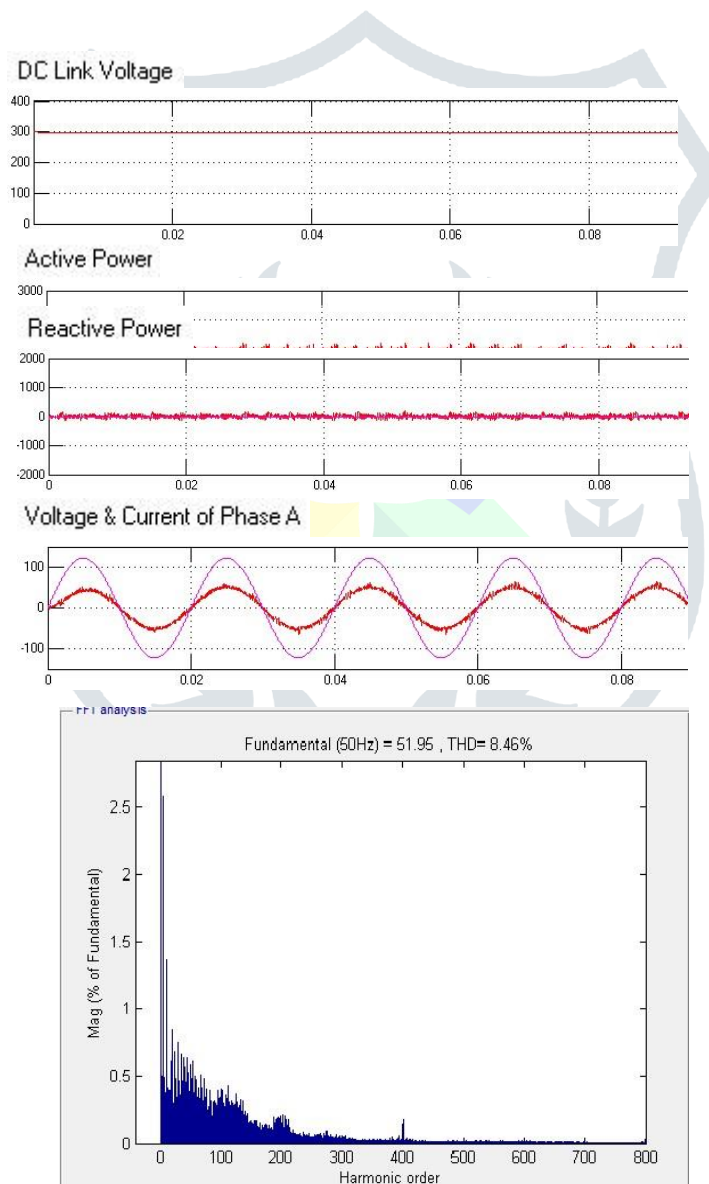 DC Link Voltage
400
300
200
100
0
0.02 0.04 0.06 0.08
Active Power
3000
Reactive Power
2000
1000
0
-1000
-2000
0 0.02 0.04 0.06 0.08
Voltage & Current of Phase A
100
0
-100
0 0.02 0.04 0.06 0.08
FFT analysis
Fundamental (50Hz) = 51.95 , THD= 8.46%
Mag (% of Fundamental)
2.5
2
1.5
1
0.5
0
0 100 200 300 400 500 600 700 800
Harmonic order